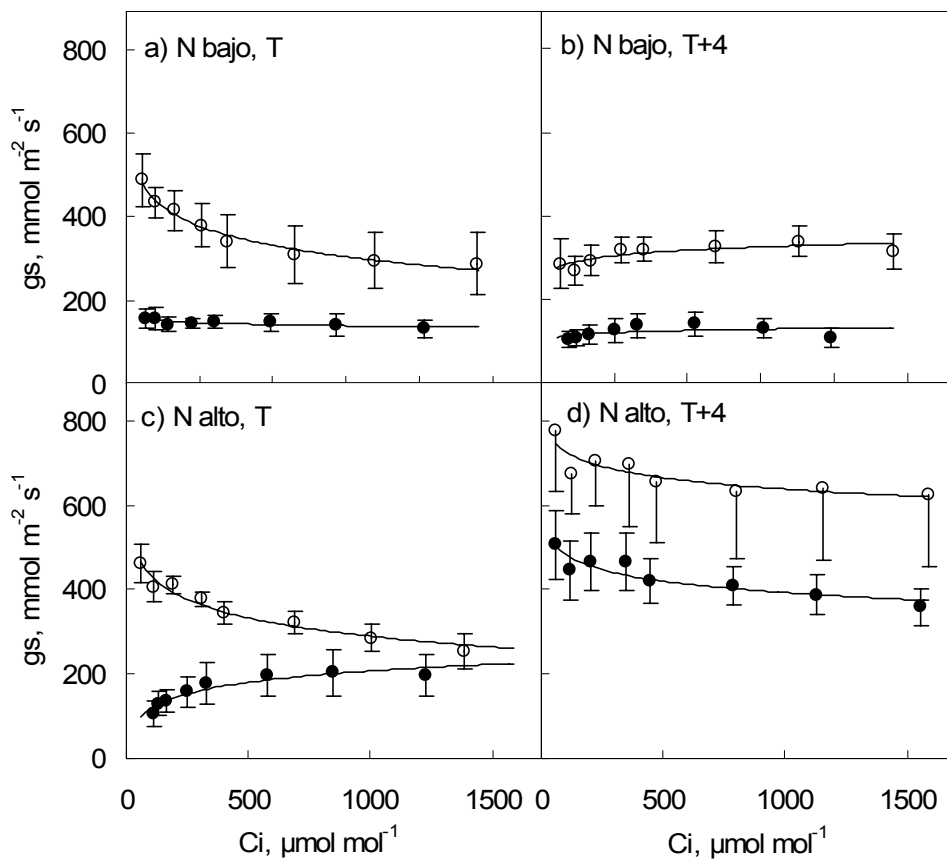 a) N bajo, T
b) N bajo, T+4
800
600
400
200
0
gs, mmol m⁻² s⁻¹
c) N alto, T
d) N alto, T+4
800
600
400
200
0
gs, mmol m⁻² s⁻¹
0 500 1000 1500
0 500 1000 1500
Ci, µmol mol⁻¹
Ci, µmol mol⁻¹